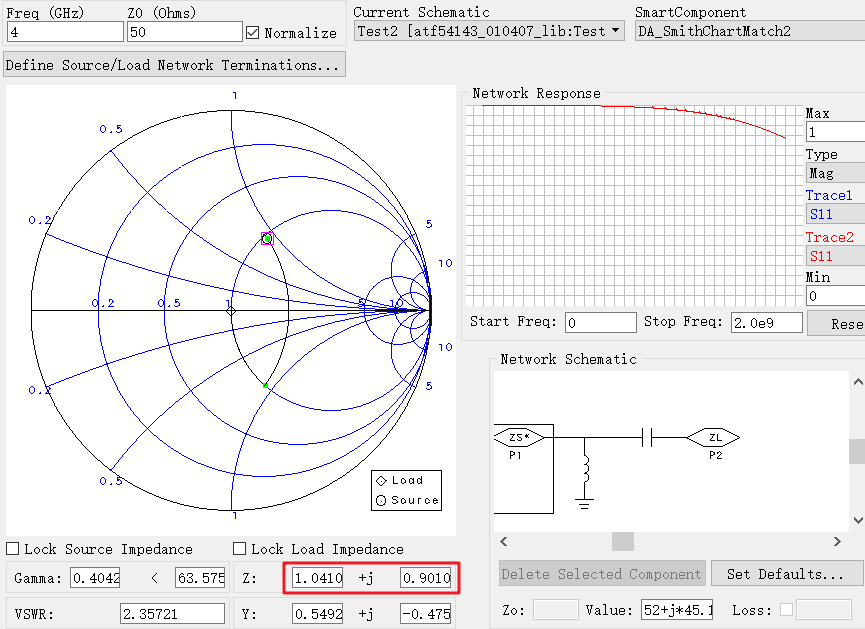 Freq (GHz)
Z0 (Ohms)
4
50
Normalize
Current Schematic
Test2 [atf54143_010407_lib:Test
SmartComponent
DA_SmithChartMatch2
Define Source/Load Network Terminations...
1
0.5
0.2
5
10
0.2
0.5
1
5
10
0.2
0.5
1
10
5
Load
Source
Network Response
Max
1
Type
Mag
Trace1
S11
Trace2
S11
Min
0
Start Freq:
0
Stop Freq:
2.0e9
Rese
Network Schematic
ZS*
P1
ZL
P2
Delete Selected Component
Set Defaults...
Zo:
Value:
52+j*45.1
Loss:
Lock Source Impedance
Lock Load Impedance
Gamma:
0.4042
<
63.575
Z:
1.0410
+j
0.9010
VSWR:
2.35721
Y:
0.5492
+j
-0.475